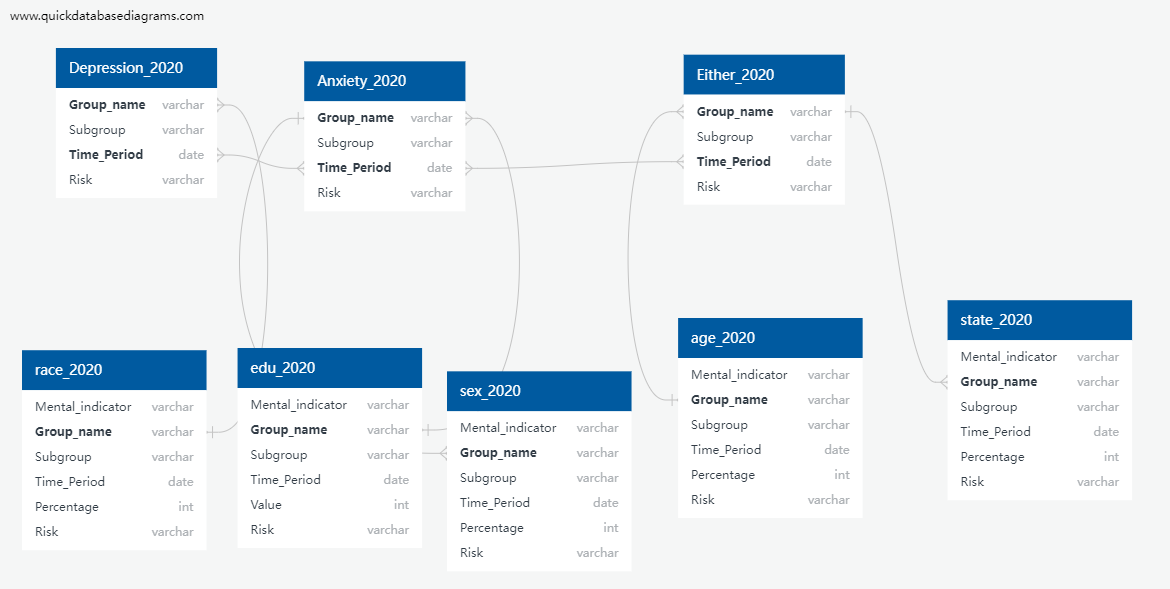 www.quickdatabasediagrams.com
Depression_2020
Group_name varchar
Subgroup varchar
Time_Period date
Risk varchar
Anxiety_2020
Group_name varchar
Subgroup varchar
Time_Period date
Risk varchar
Either_2020
Group_name varchar
Subgroup varchar
Time_Period date
Risk varchar
race_2020
Mental_indicator varchar
Group_name varchar
Subgroup varchar
Time_Period date
Percentage int
Risk varchar
edu_2020
Mental_indicator varchar
Group_name varchar
Subgroup varchar
Time_Period date
Value int
Risk varchar
sex_2020
Mental_indicator varchar
Group_name varchar
Subgroup varchar
Time_Period date
Percentage int
Risk varchar
age_2020
Mental_indicator varchar
Group_name varchar
Subgroup varchar
Time_Period date
Percentage int
Risk varchar
state_2020
Mental_indicator varchar
Group_name varchar
Subgroup varchar
Time_Period date
Percentage int
Risk varchar